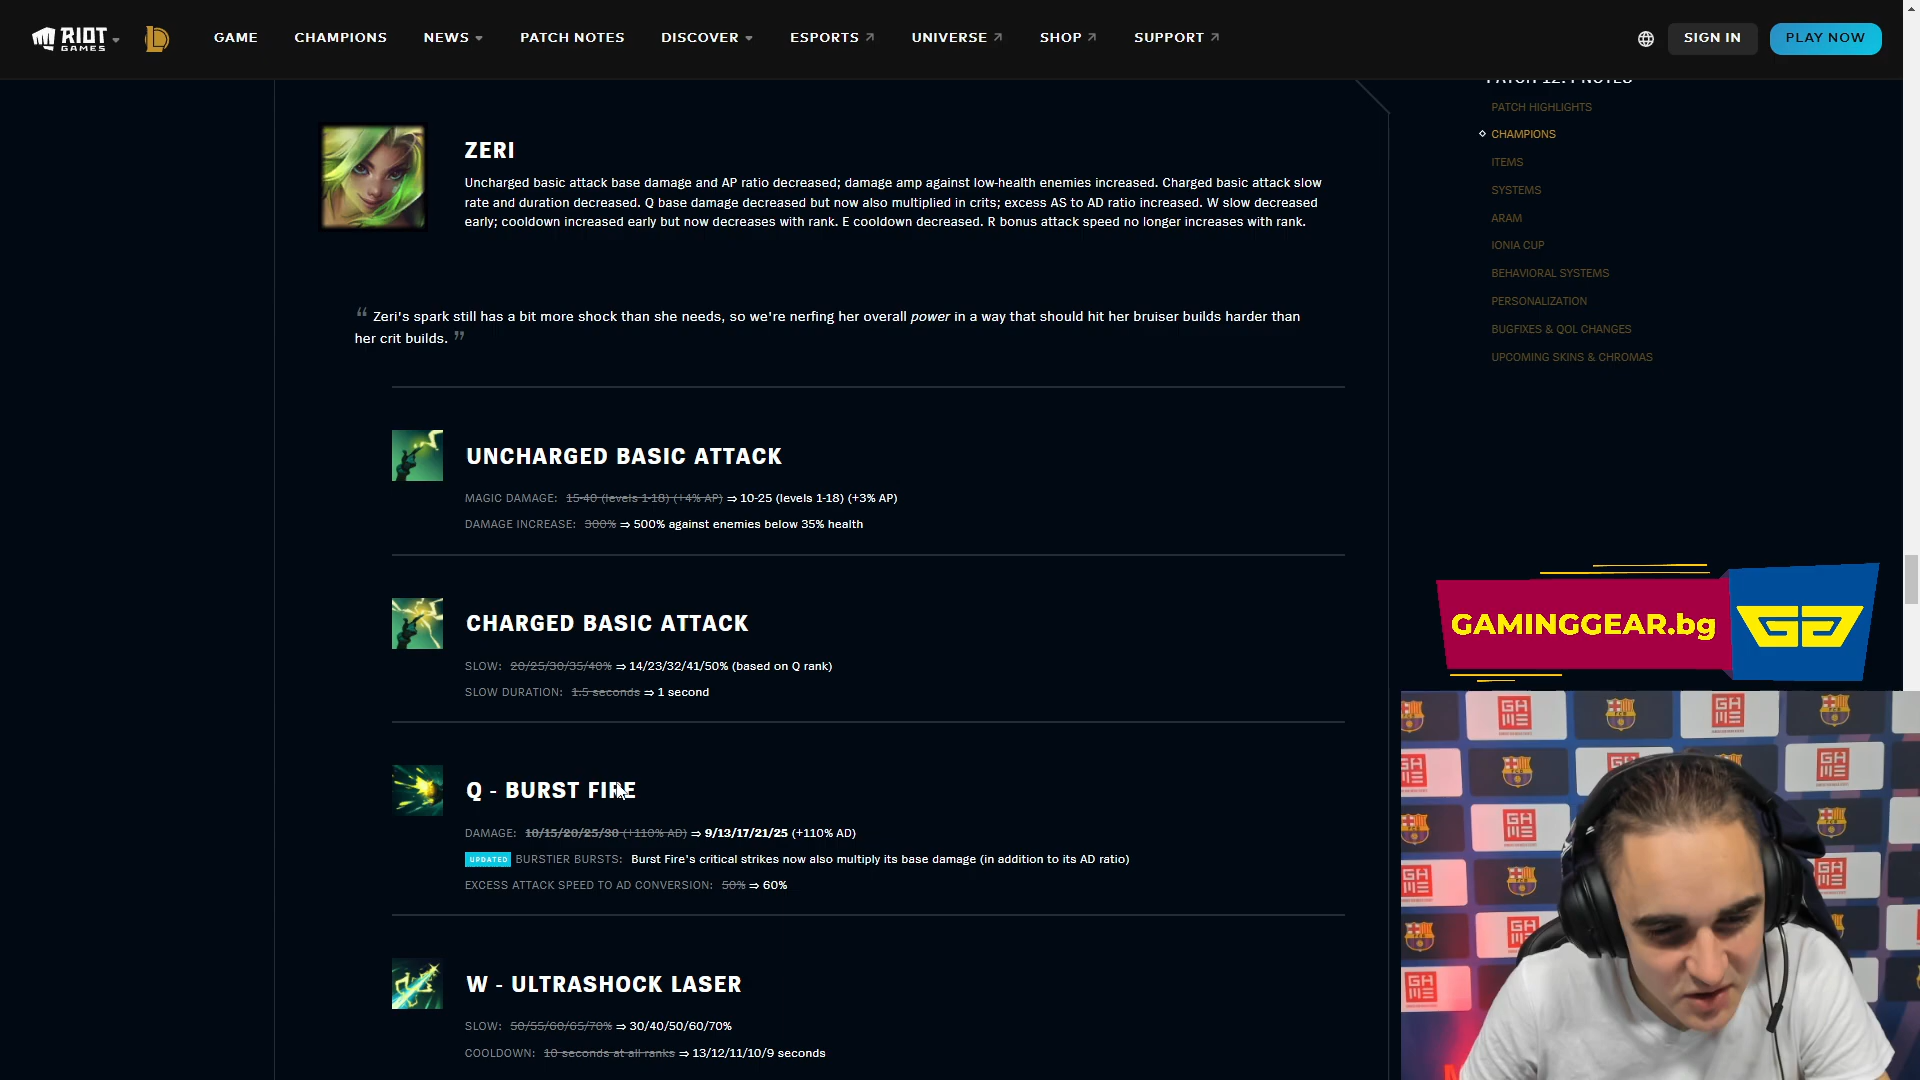 RIOT GAMES
GAME
CHAMPIONS
NEWS
PATCH NOTES
DISCOVER
ESPORTS
UNIVERSE
SHOP
SUPPORT
SIGN IN
PLAY NOW
ZERI
Uncharged basic attack base damage and AP ratio decreased; damage amp against low-health enemies increased. Charged basic attack slow
rate and duration decreased. Q base damage decreased but now also multiplied in crits; excess AS to AD ratio increased. W slow decreased
early; cooldown increased early but now decreases with rank. E cooldown decreased. R bonus attack speed no longer increases with rank.
“ Zeri's spark still has a bit more shock than she needs, so we're nerfing her overall power in a way that should hit her bruiser builds harder than
her crit builds. ”
UNCHARGED BASIC ATTACK
MAGIC DAMAGE: 15-40 (levels 1-18) (+4% AP) ⇒ 10-25 (levels 1-18) (+3% AP)
DAMAGE INCREASE: 300% ⇒ 500% against enemies below 35% health
CHARGED BASIC ATTACK
SLOW: 20/25/30/35/40% ⇒ 14/23/32/41/50% (based on Q rank)
SLOW DURATION: 1.5 seconds ⇒ 1 second
Q - BURST FIRE
DAMAGE: 10/15/20/25/30 (+110% AD) ⇒ 9/13/17/21/25 (+110% AD)
UPDATED BURSTIER BURSTS: Burst Fire's critical strikes now also multiply its base damage (in addition to its AD ratio)
EXCESS ATTACK SPEED TO AD CONVERSION: 50% ⇒ 60%
W - ULTRASHOCK LASER
SLOW: 50/55/60/65/70% ⇒ 30/40/50/60/70%
COOLDOWN: 10 seconds at all ranks ⇒ 13/12/11/10/9 seconds
PATCH HIGHLIGHTS
CHAMPIONS
ITEMS
SYSTEMS
ARAM
IONIA CUP
BEHAVIORAL SYSTEMS
PERSONALIZATION
BUGFIXES & QOL CHANGES
UPCOMING SKINS & CHROMAS
GAMINGGEAR.bg
GG